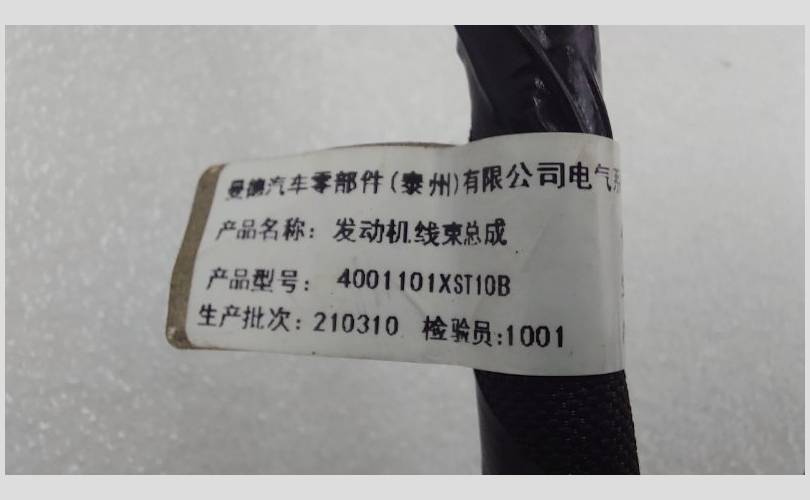 曼德汽车零部件(泰州)有限公司电气系
产品名称：发动机线束总成
产品型号：4001101XST10B
生产批次：210310 检验员:1001